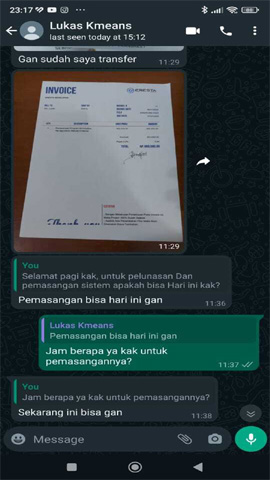 23:17
Lukas Kmeans
last seen today at 15:12
Gan sudah saya transfer
11:29
INVOICE
Thank you
11:29
You
Selamat pagi kak, untuk pelunasan Dan
pemasangan sistem apakah bisa Hari ini kak?
Pemasangan bisa hari ini gan
11:36
Lukas Kmeans
Pemasangan bisa hari ini gan
Jam berapa ya kak untuk
pemasangannya?
11:37
You
Jam berapa ya kak untuk pemasangannya?
Sekarang ini bisa gan
11:38
Message